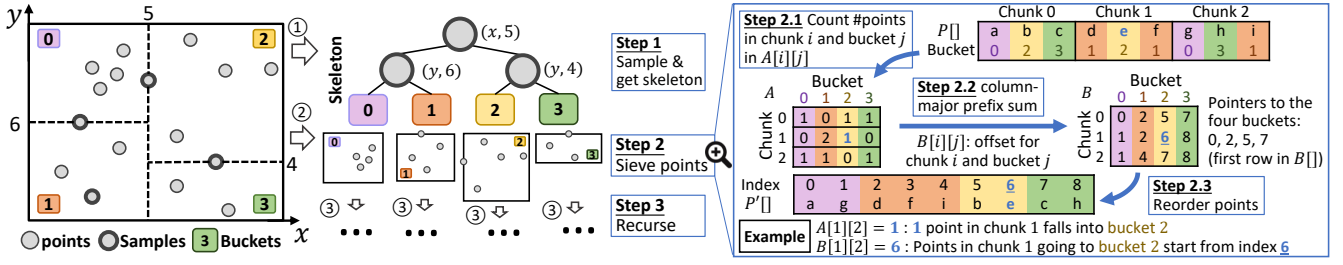 y
5
0
2
6
4
1
3
x
points
Samples
3
Buckets
①
②
Skeleton
(x, 5)
(y, 6)
(y, 4)
0
1
2
3
0
1
2
3
③
③
③
③
Step 1
Sample &
get skeleton
Step 2
Sieve points
Step 3
Recurse
Step 2.1 Count #points
in chunk i and bucket j
in A[i][j]
Chunk 0 Chunk 1 Chunk 2
P[] a b c d e f g h i
Bucket 0 2 3 1 2 1 0 3 1
Bucket
A 0 1 2 3
Chunk
0 1 0 1 1
1 0 2 1 0
2 1 1 0 1
Step 2.2 column-
major prefix sum
B[i][j]: offset for
chunk i and bucket j
Bucket
B 0 1 2 3
Chunk
0 0 2 5 7
1 1 2 6 8
2 1 4 7 8
Pointers to the
four buckets:
0, 2, 5, 7
(first row in B[])
Index 0 1 2 3 4 5 6 7 8
P'[] a g d f i b e c h
Step 2.3
Reorder points
Example
A[1][2] = 1 : 1 point in chunk 1 falls into bucket 2
B[1][2] = 6 : Points in chunk 1 going to bucket 2 start from index 6